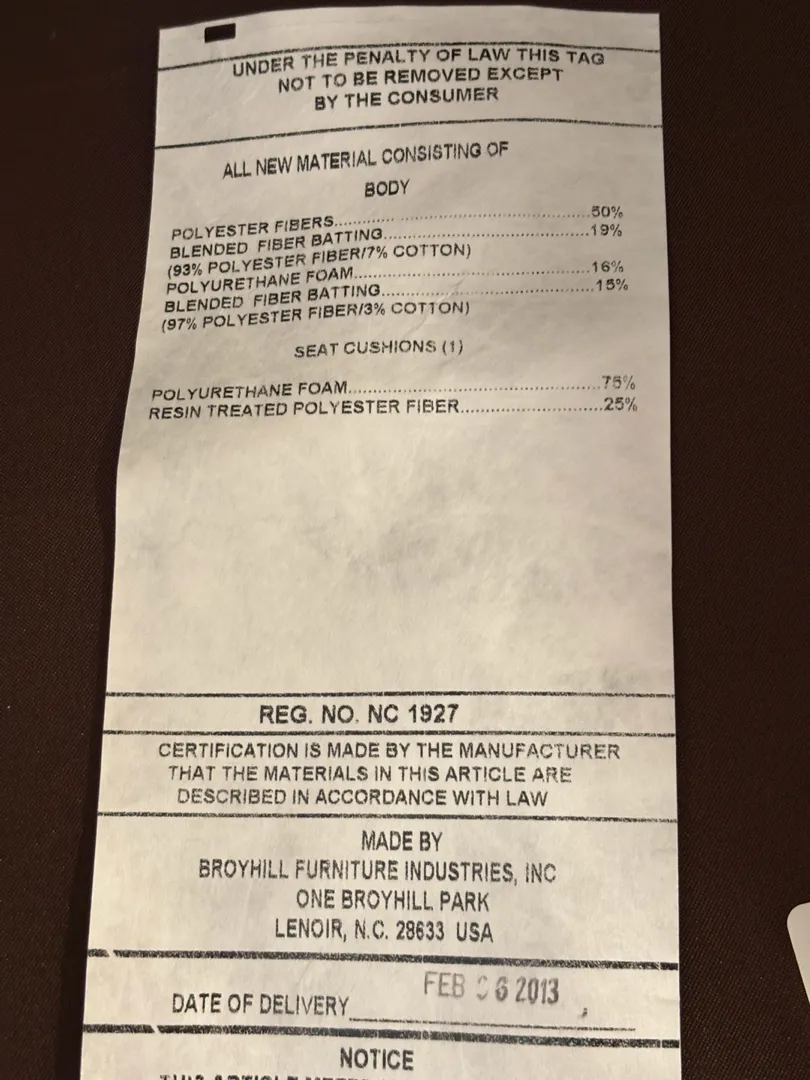 UNDER THE PENALTY OF LAW THIS TAG
NOT TO BE REMOVED EXCEPT
BY THE CONSUMER
ALL NEW MATERIAL CONSISTING OF
BODY
POLYESTER FIBERS..............................................50%
BLENDED FIBER BATTING....................................19%
(93% POLYESTER FIBER/7% COTTON)
POLYURETHANE FOAM.........................................16%
BLENDED FIBER BATTING.....................................15%
(97% POLYESTER FIBER/3% COTTON)
SEAT CUSHIONS (1)
POLYURETHANE FOAM............................................75%
RESIN TREATED POLYESTER FIBER.........................25%
REG. NO. NC 1927
CERTIFICATION IS MADE BY THE MANUFACTURER
THAT THE MATERIALS IN THIS ARTICLE ARE
DESCRIBED IN ACCORDANCE WITH LAW
MADE BY
BROYHILL FURNITURE INDUSTRIES, INC
ONE BROYHILL PARK
LENOIR, N.C. 28633 USA
DATE OF DELIVERY FEB 2013
NOTICE